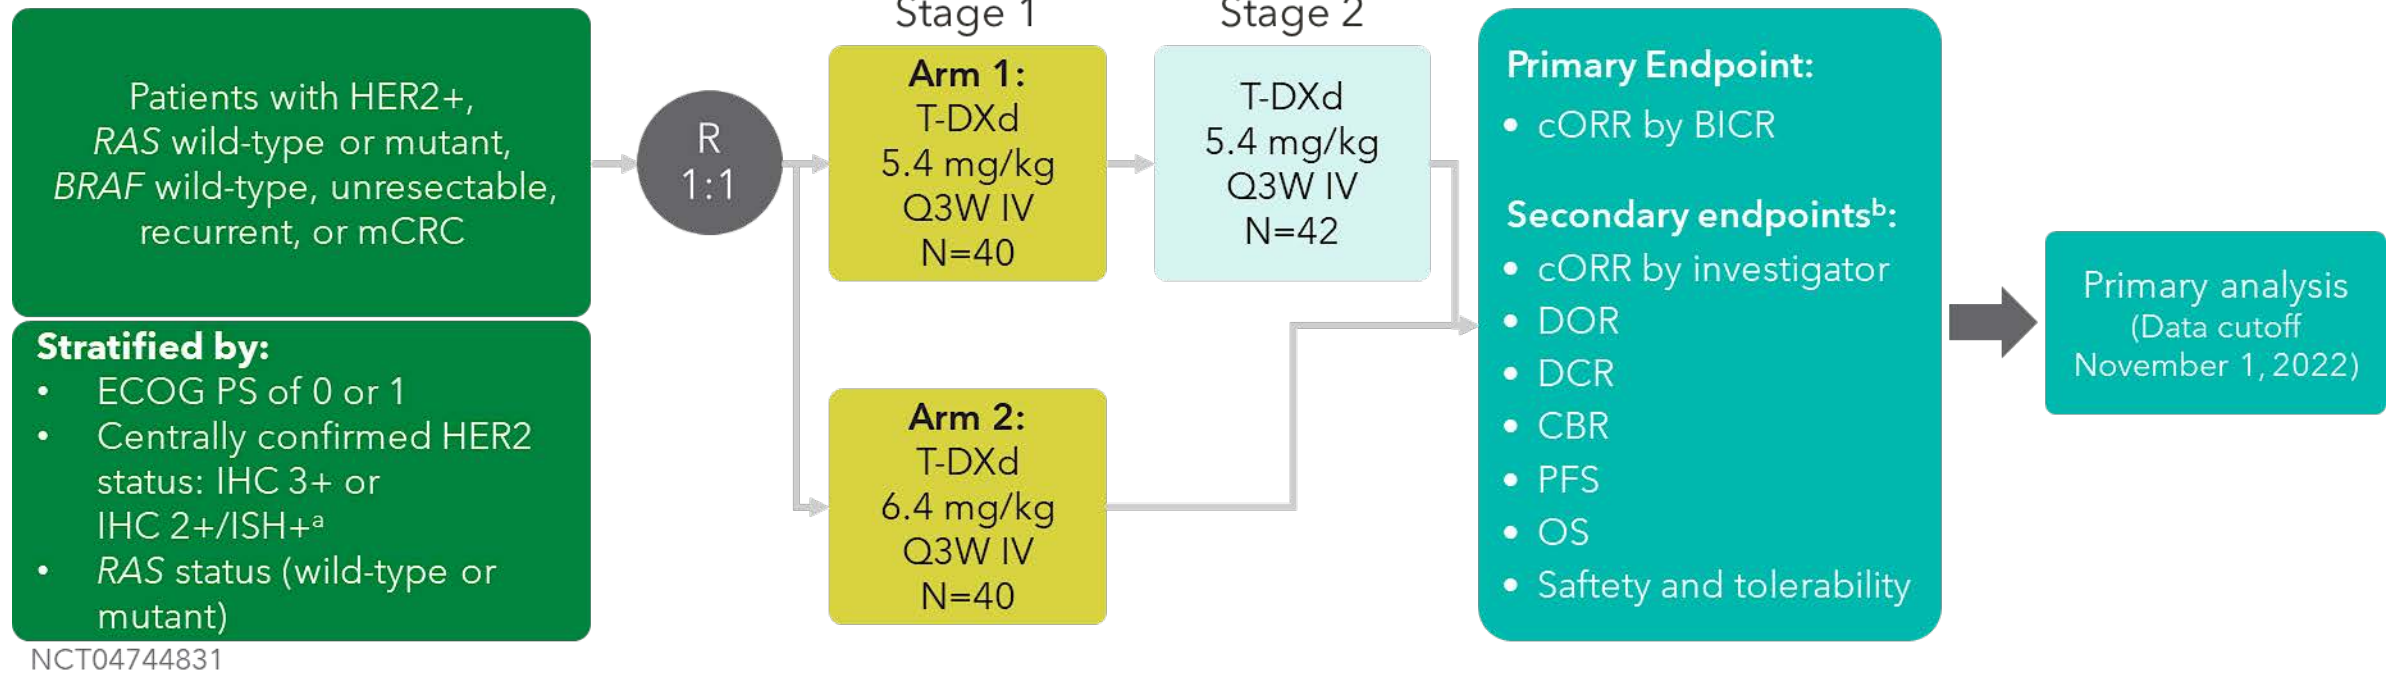 Patients with HER2+,
RAS wild-type or mutant,
BRAF wild-type, unresectable,
recurrent, or mCRC
Stratified by:
• ECOG PS of 0 or 1
• Centrally confirmed HER2
status: IHC 3+ or
IHC 2+/ISH+ᵃ
• RAS status (wild-type or
mutant)
NCT04744831
R
1:1
Stage 1
Arm 1:
T-DXd
5.4 mg/kg
Q3W IV
N=40
Stage 2
T-DXd
5.4 mg/kg
Q3W IV
N=42
Arm 2:
T-DXd
6.4 mg/kg
Q3W IV
N=40
Primary Endpoint:
• cORR by BICR
Secondary endpointsᵇ:
• cORR by investigator
• DOR
• DCR
• CBR
• PFS
• OS
• Saftety and tolerability
Primary analysis
(Data cutoff
November 1, 2022)